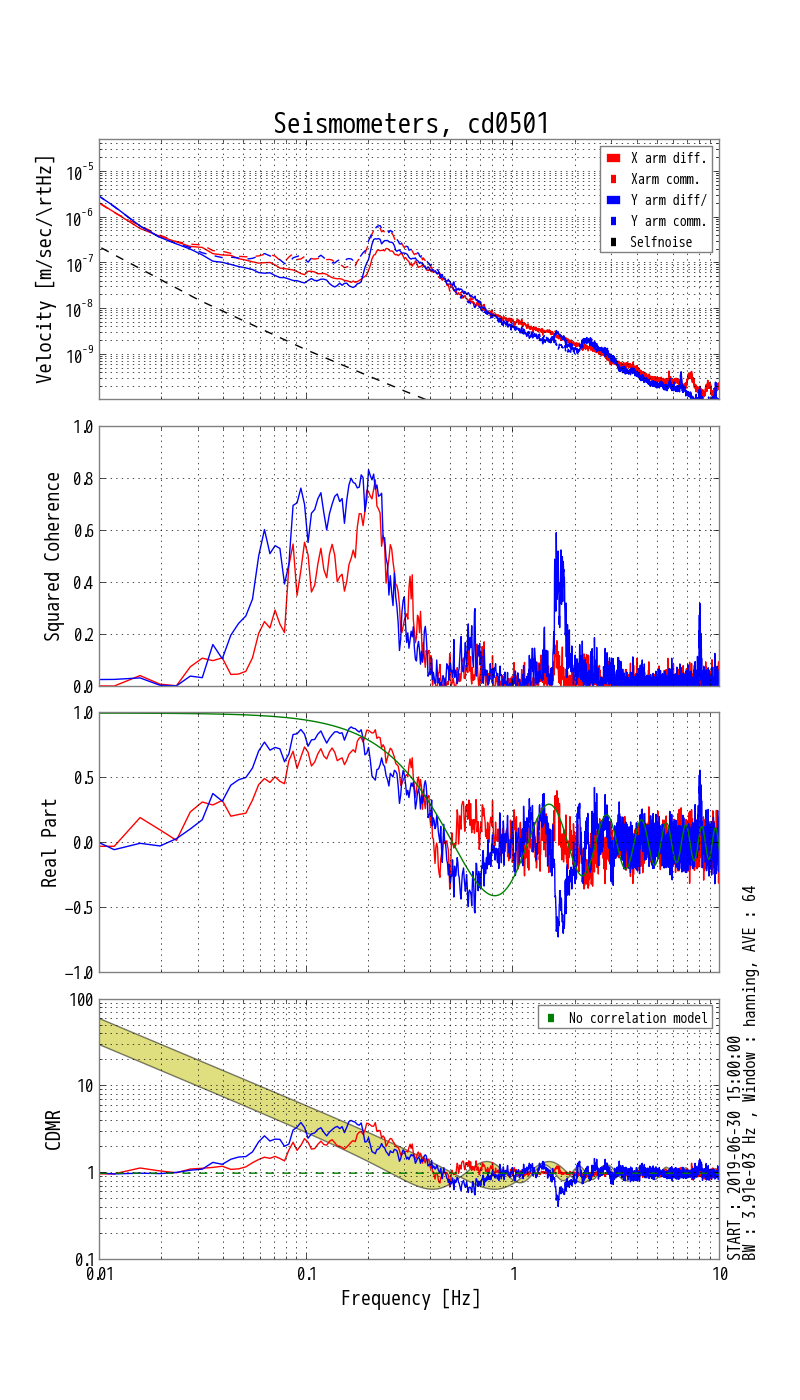 Seismometers, cd0501
Velocity [m/sec/\rtHz]
10^-5
10^-6
10^-7
10^-8
10^-9
X arm diff.
Xarm comm.
Y arm diff/
Y arm comm.
Selfnoise
Squared Coherence
1.0
0.8
0.6
0.4
0.2
0.0
Real Part
1.0
0.5
0.0
−0.5
−1.0
CDMR
100
10
1
0.1
No correlation model
0.01
0.1
1
10
Frequency [Hz]
START : 2019-06-30 15:00:00
BW : 3.91e-03 Hz , Window : hanning, AVE : 64